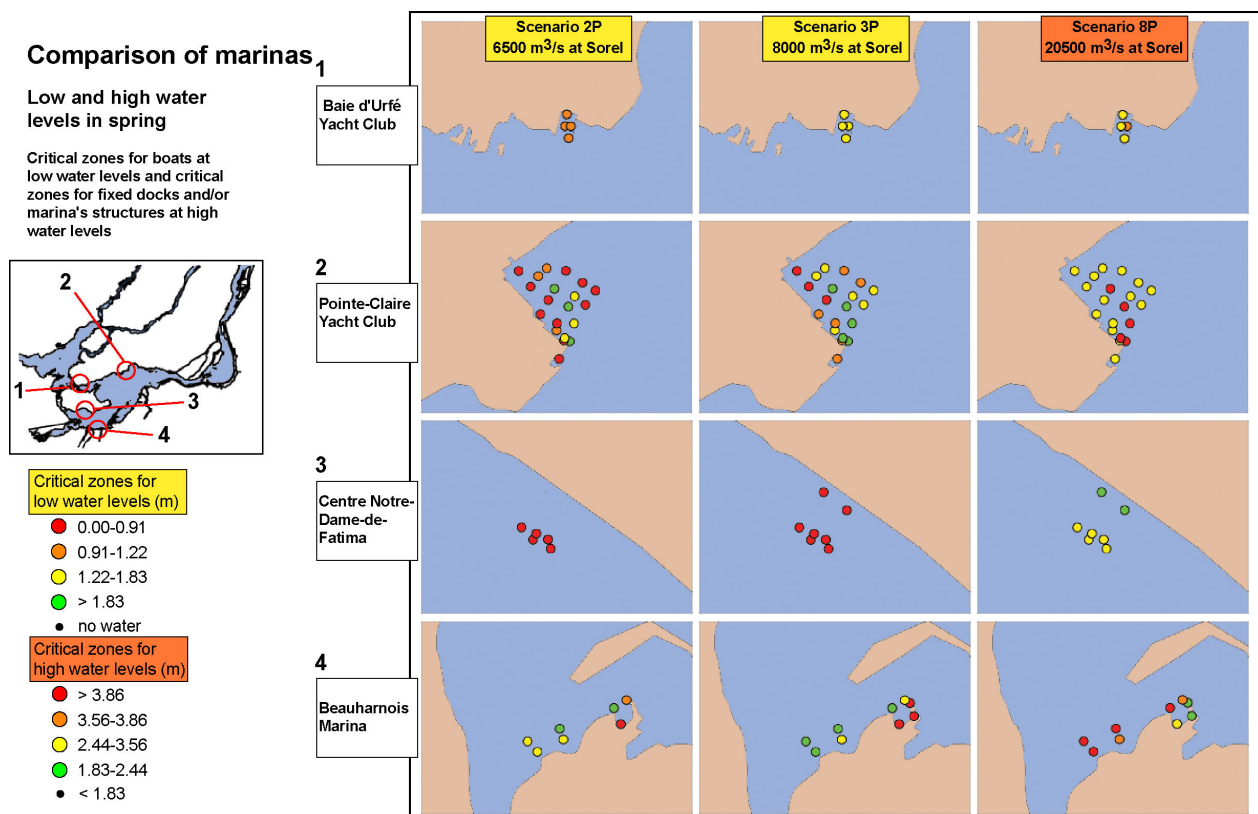 Comparison of marinas
Low and high water
levels in spring
Critical zones for boats at
low water levels and critical
zones for fixed docks and/or
marina's structures at high
water levels
2
1
3
4
Critical zones for
low water levels (m)
0.00-0.91
0.91-1.22
1.22-1.83
> 1.83
no water
Critical zones for
high water levels (m)
> 3.86
3.56-3.86
2.44-3.56
1.83-2.44
< 1.83
Scenario 2P
6500 m³/s at Sorel
Scenario 3P
8000 m³/s at Sorel
Scenario 8P
20500 m³/s at Sorel
1
Baie d'Urfé
Yacht Club
2
Pointe-Claire
Yacht Club
3
Centre Notre-
Dame-de-
Fatima
4
Beauharnois
Marina